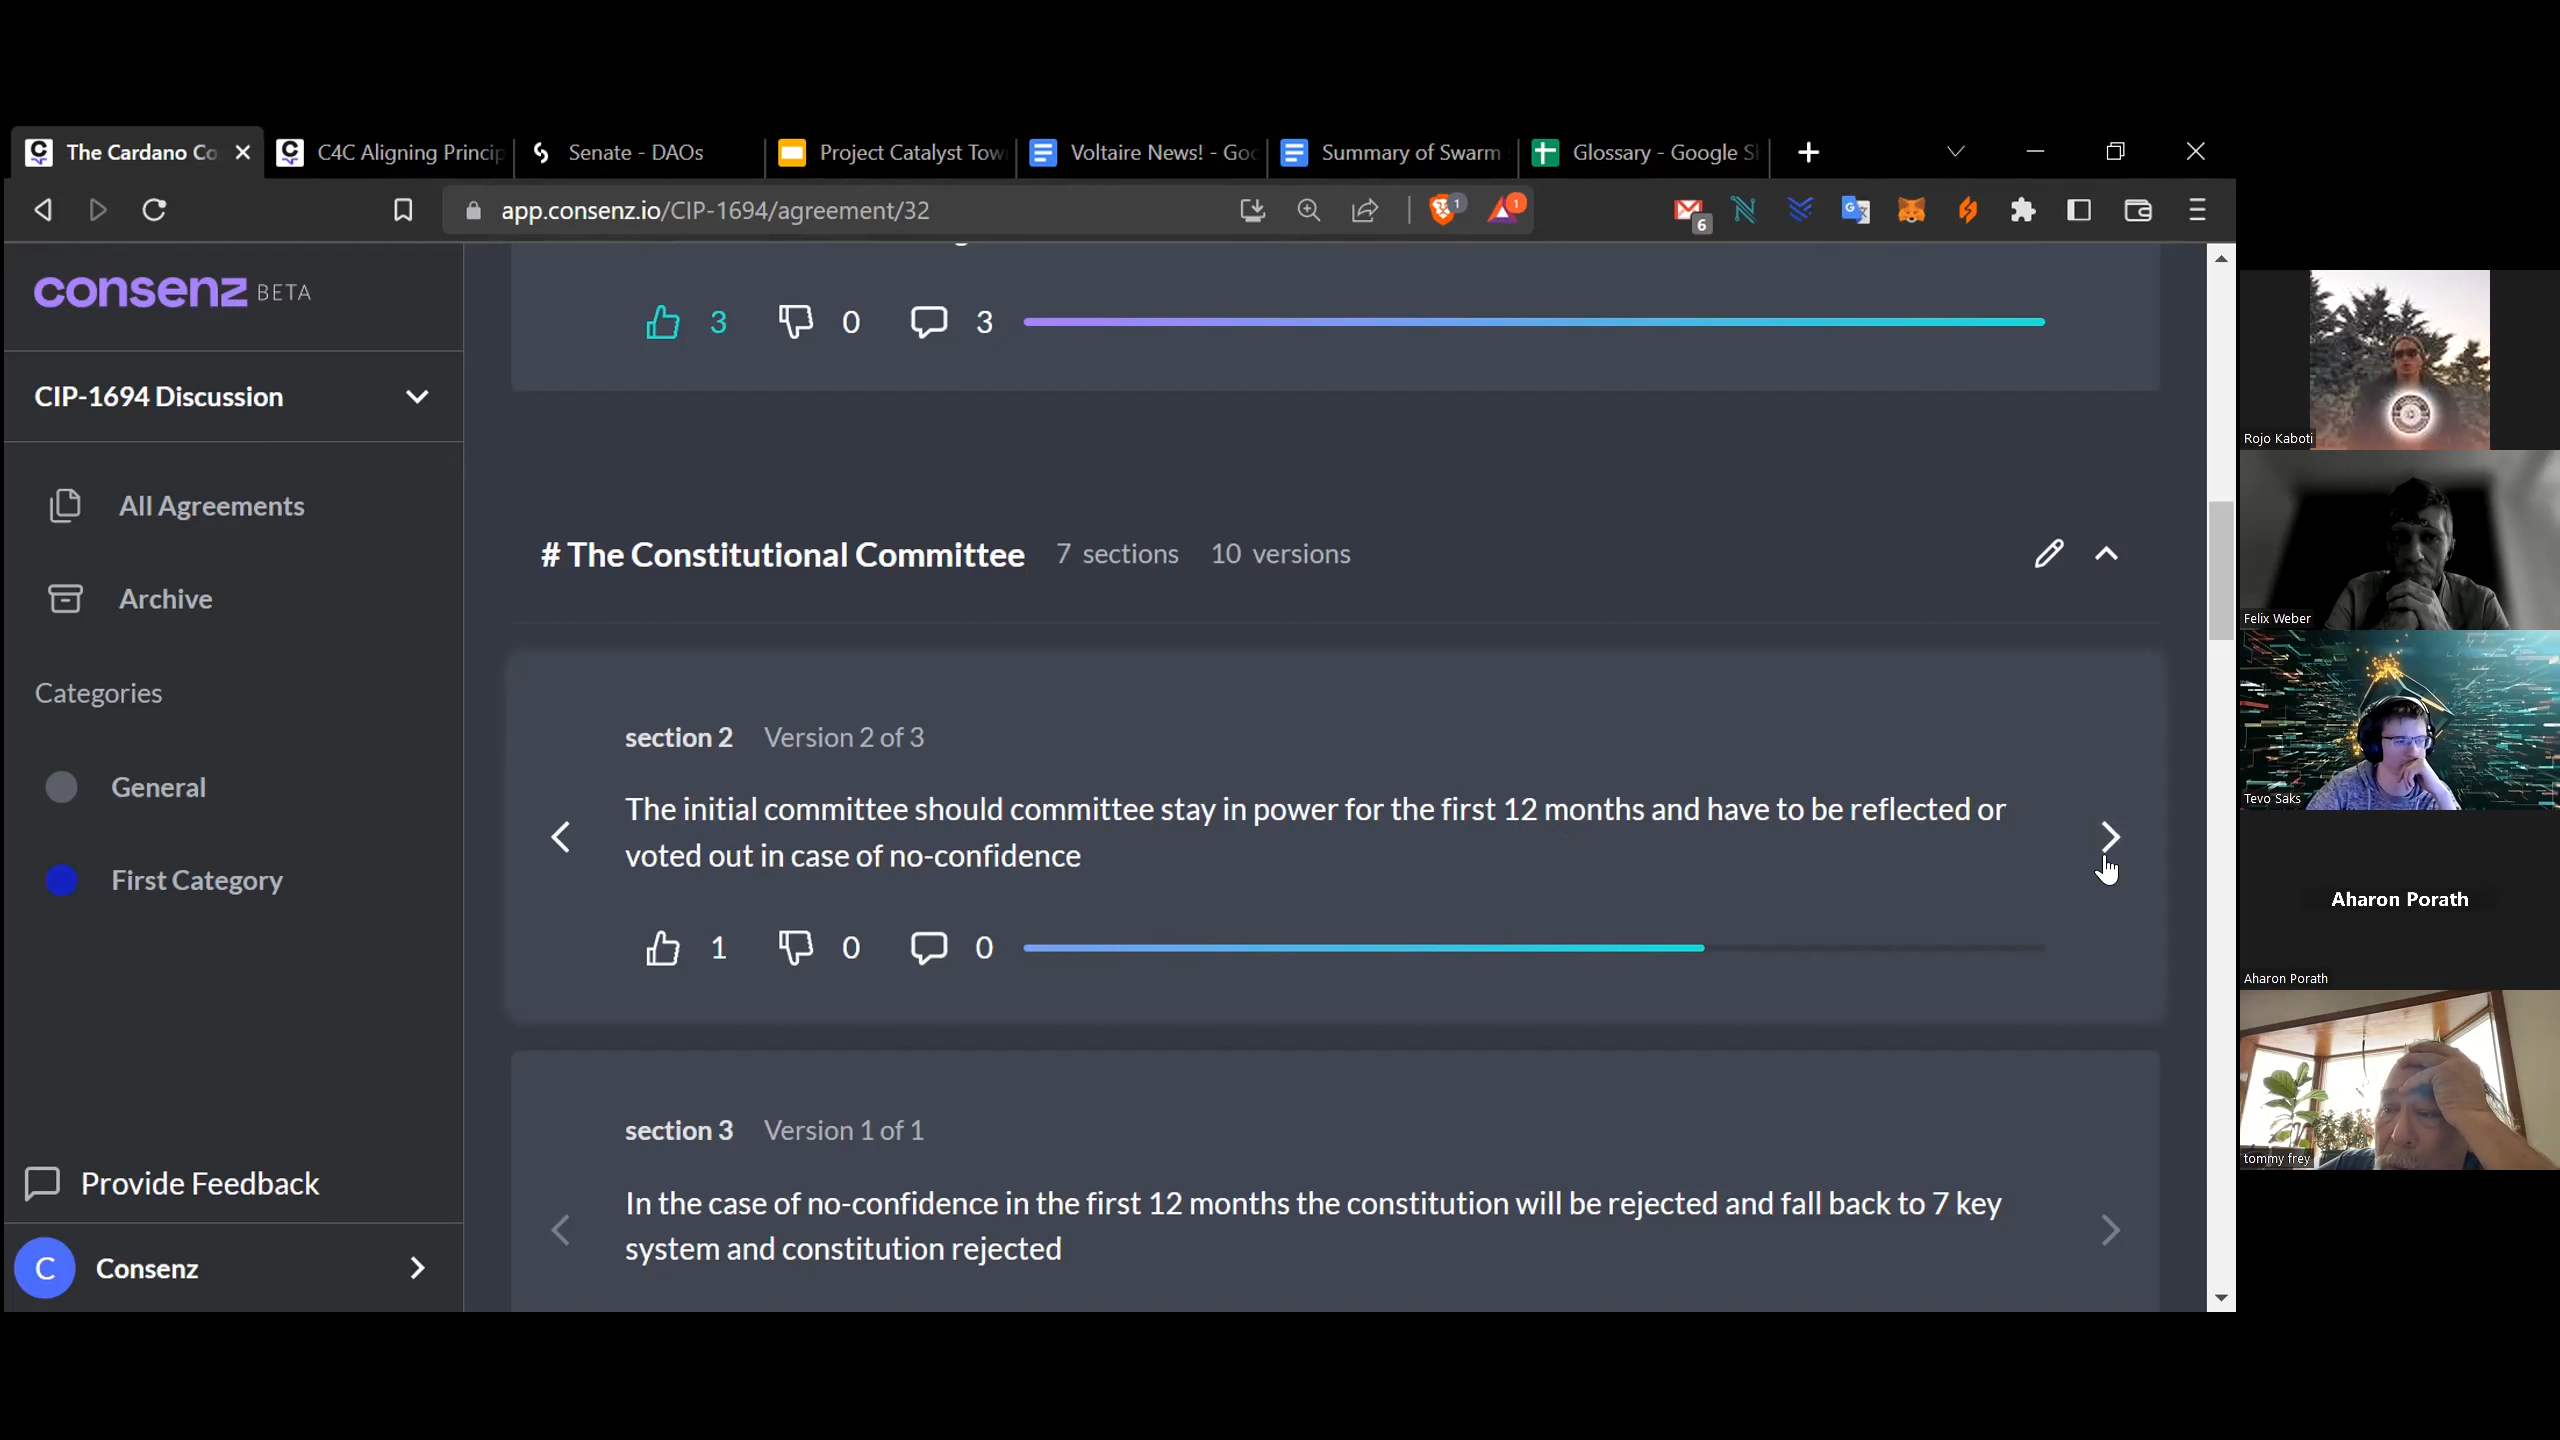 The Cardano Co
C4C Aligning Princip
Senate - DAOs
Project Catalyst Tow
Voltaire News! - Goo
Summary of Swarm
Glossary - Google Sh
app.consenz.io/CIP-1694/agreement/32
1
1
6
consenz BETA
CIP-1694 Discussion
All Agreements
Archive
Categories
General
First Category
Provide Feedback
C Consenz
3 0 3
# The Constitutional Committee 7 sections 10 versions
section 2 Version 2 of 3
The initial committee should committee stay in power for the first 12 months and have to be reflected or
voted out in case of no-confidence
1 0 0
section 3 Version 1 of 1
In the case of no-confidence in the first 12 months the constitution will be rejected and fall back to 7 key
system and constitution rejected
Rojo Kaboti
Felix Weber
Tevo Saks
Aharon Porath
Aharon Porath
tommy frey